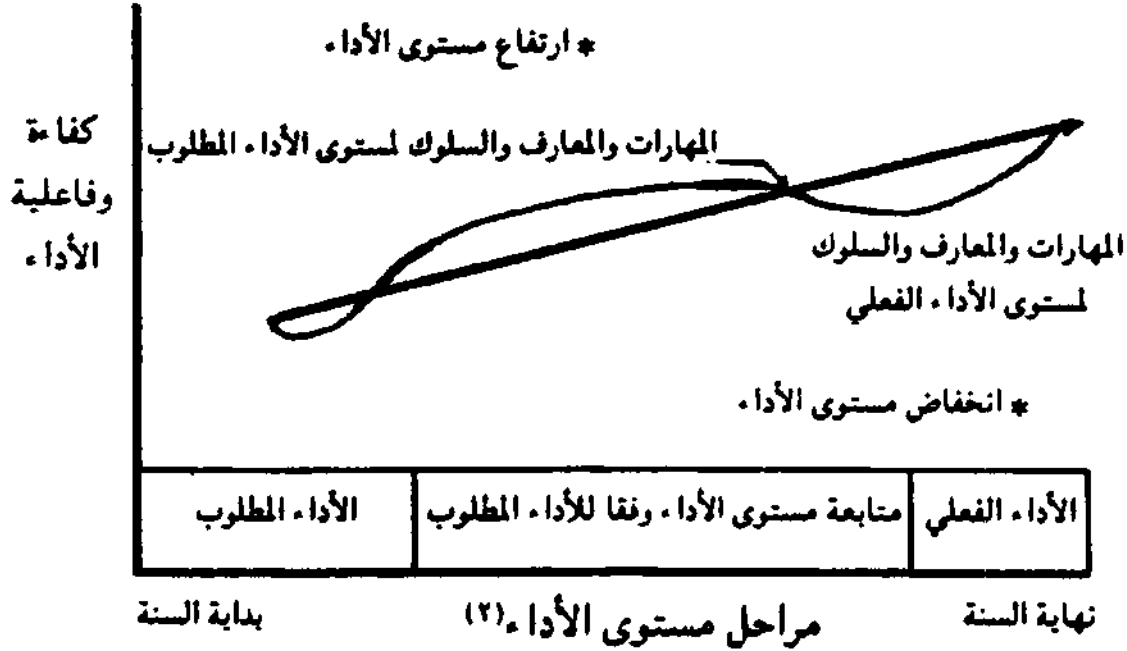 * ارتفاع مستوى الأداء
كفاءة
وفاعلية
الأداء
المهارات والمعارف والسلوك لمستوى الأداء المطلوب
المهارات والمعارف والسلوك
لمستوى الأداء الفعلي
* انخفاض مستوى الأداء
الأداء الفعلي
متابعة مستوى الأداء وفقا للأداء المطلوب
الأداء المطلوب
نهاية السنة
مراحل مستوى الأداء (٢)
بداية السنة